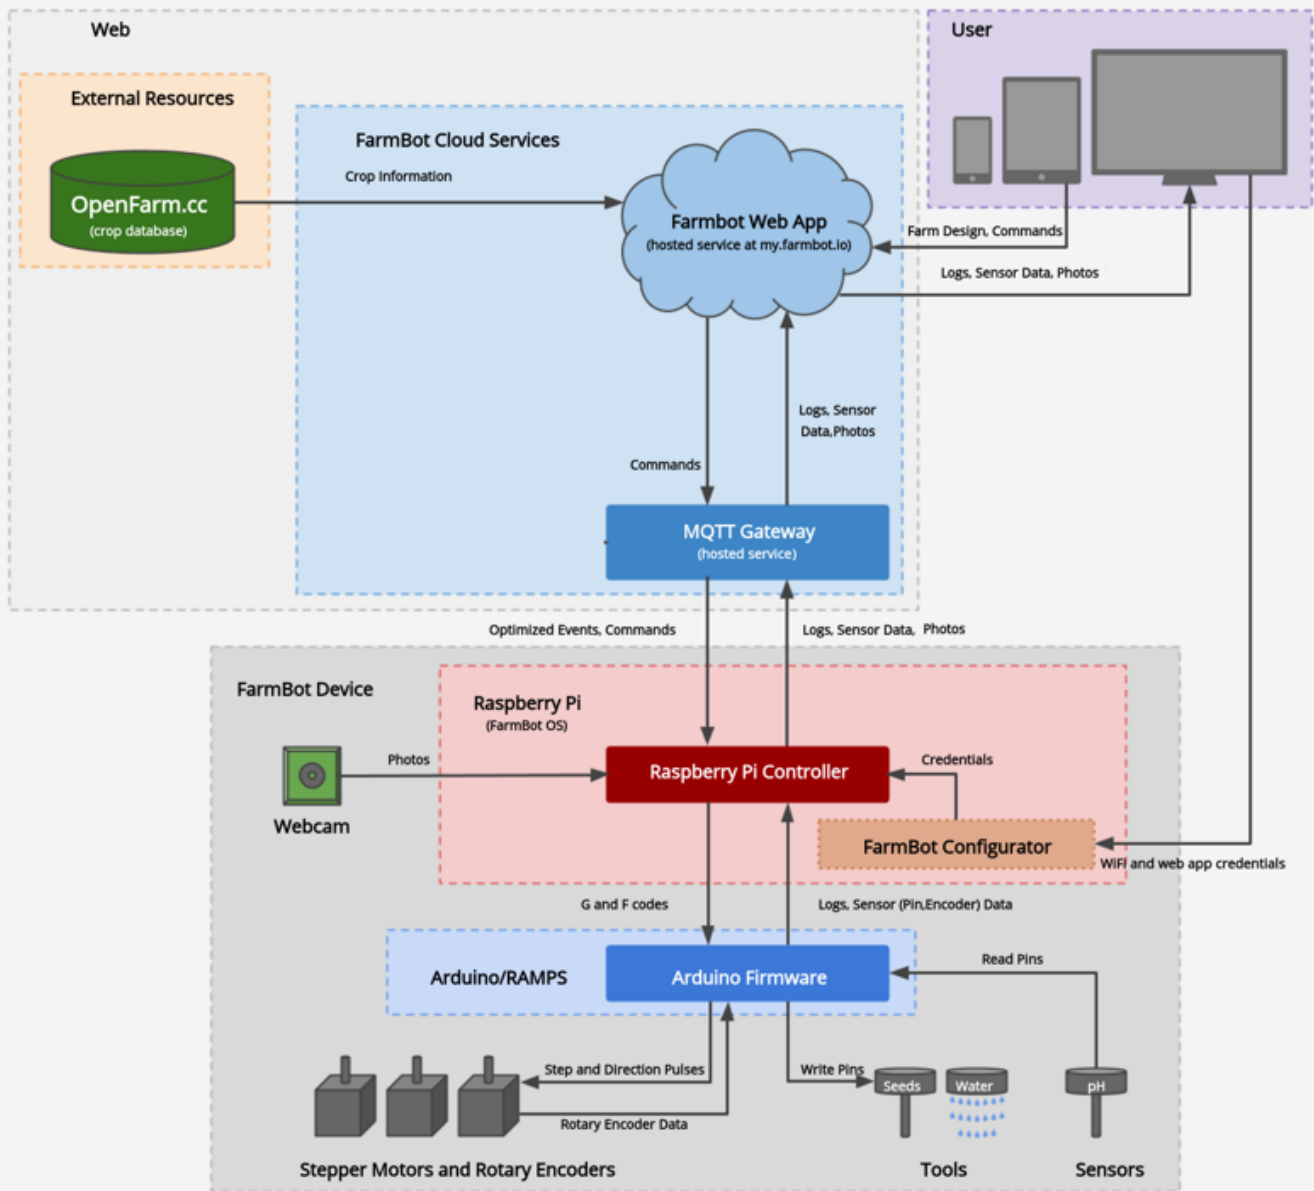 Web
User
External Resources
OpenFarm.cc
(crop database)
FarmBot Cloud Services
Crop Information
Farmbot Web App
(hosted service at my.farmbot.io)
Farm Design, Commands
Logs, Sensor Data, Photos
Logs, Sensor
Data,Photos
Commands
MQTT Gateway
(hosted service)
Optimized Events, Commands
Logs, Sensor Data, Photos
FarmBot Device
Raspberry Pi
(FarmBot OS)
Photos
Webcam
Raspberry Pi Controller
Credentials
FarmBot Configurator
WiFi and web app credentials
G and F codes
Logs, Sensor (Pin,Encoder) Data
Arduino/RAMPS
Arduino Firmware
Read Pins
Step and Direction Pulses
Write Pins
Seeds
Water
pH
Rotary Encoder Data
Stepper Motors and Rotary Encoders
Tools
Sensors